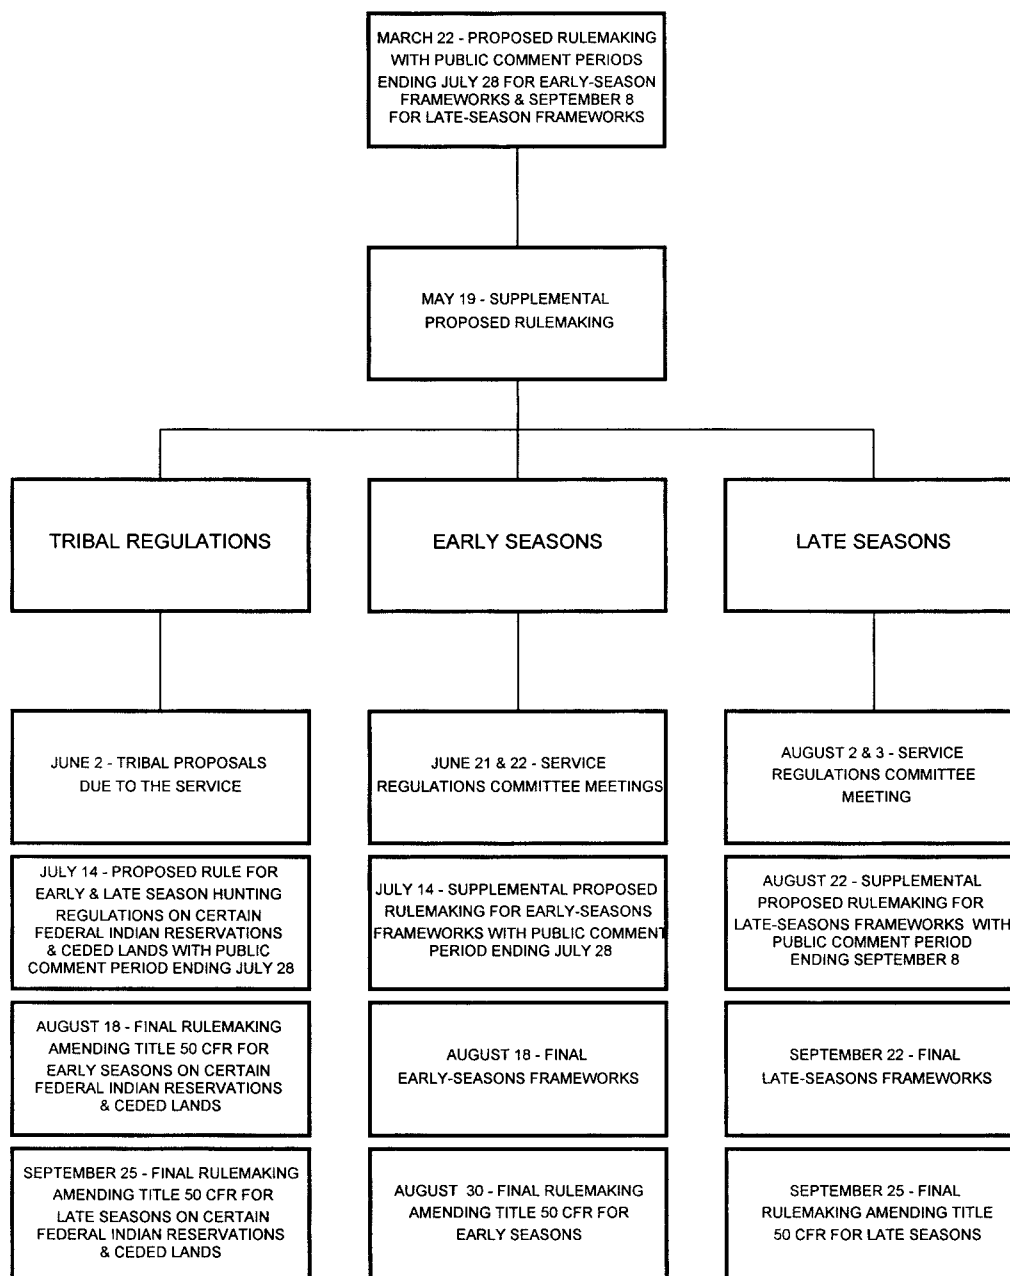 MARCH 22 - PROPOSED RULEMAKING
WITH PUBLIC COMMENT PERIODS
ENDING JULY 28 FOR EARLY-SEASON
FRAMEWORKS & SEPTEMBER 8
FOR LATE-SEASON FRAMEWORKS
MAY 19 - SUPPLEMENTAL
PROPOSED RULEMAKING
TRIBAL REGULATIONS
EARLY SEASONS
LATE SEASONS
JUNE 2 - TRIBAL PROPOSALS
DUE TO THE SERVICE
JUNE 21 & 22 - SERVICE
REGULATIONS COMMITTEE MEETINGS
AUGUST 2 & 3 - SERVICE
REGULATIONS COMMITTEE
MEETING
JULY 14 - PROPOSED RULE FOR
EARLY & LATE SEASON HUNTING
REGULATIONS ON CERTAIN
FEDERAL INDIAN RESERVATIONS
& CEDED LANDS WITH PUBLIC
COMMENT PERIOD ENDING JULY 28
JULY 14 - SUPPLEMENTAL PROPOSED
RULEMAKING FOR EARLY-SEASONS
FRAMEWORKS WITH PUBLIC COMMENT
PERIOD ENDING JULY 28
AUGUST 22 - SUPPLEMENTAL
PROPOSED RULEMAKING FOR
LATE-SEASONS FRAMEWORKS WITH
PUBLIC COMMENT PERIOD
ENDING SEPTEMBER 8
AUGUST 18 - FINAL RULEMAKING
AMENDING TITLE 50 CFR FOR
EARLY SEASONS ON CERTAIN
FEDERAL INDIAN RESERVATIONS
& CEDED LANDS
AUGUST 18 - FINAL
EARLY-SEASONS FRAMEWORKS
SEPTEMBER 22 - FINAL
LATE-SEASONS FRAMEWORKS
SEPTEMBER 25 - FINAL RULEMAKING
AMENDING TITLE 50 CFR FOR
LATE SEASONS ON CERTAIN
FEDERAL INDIAN RESERVATIONS
& CEDED LANDS
AUGUST 30 - FINAL RULEMAKING
AMENDING TITLE 50 CFR FOR
EARLY SEASONS
SEPTEMBER 25 - FINAL
RULEMAKING AMENDING TITLE
50 CFR FOR LATE SEASONS